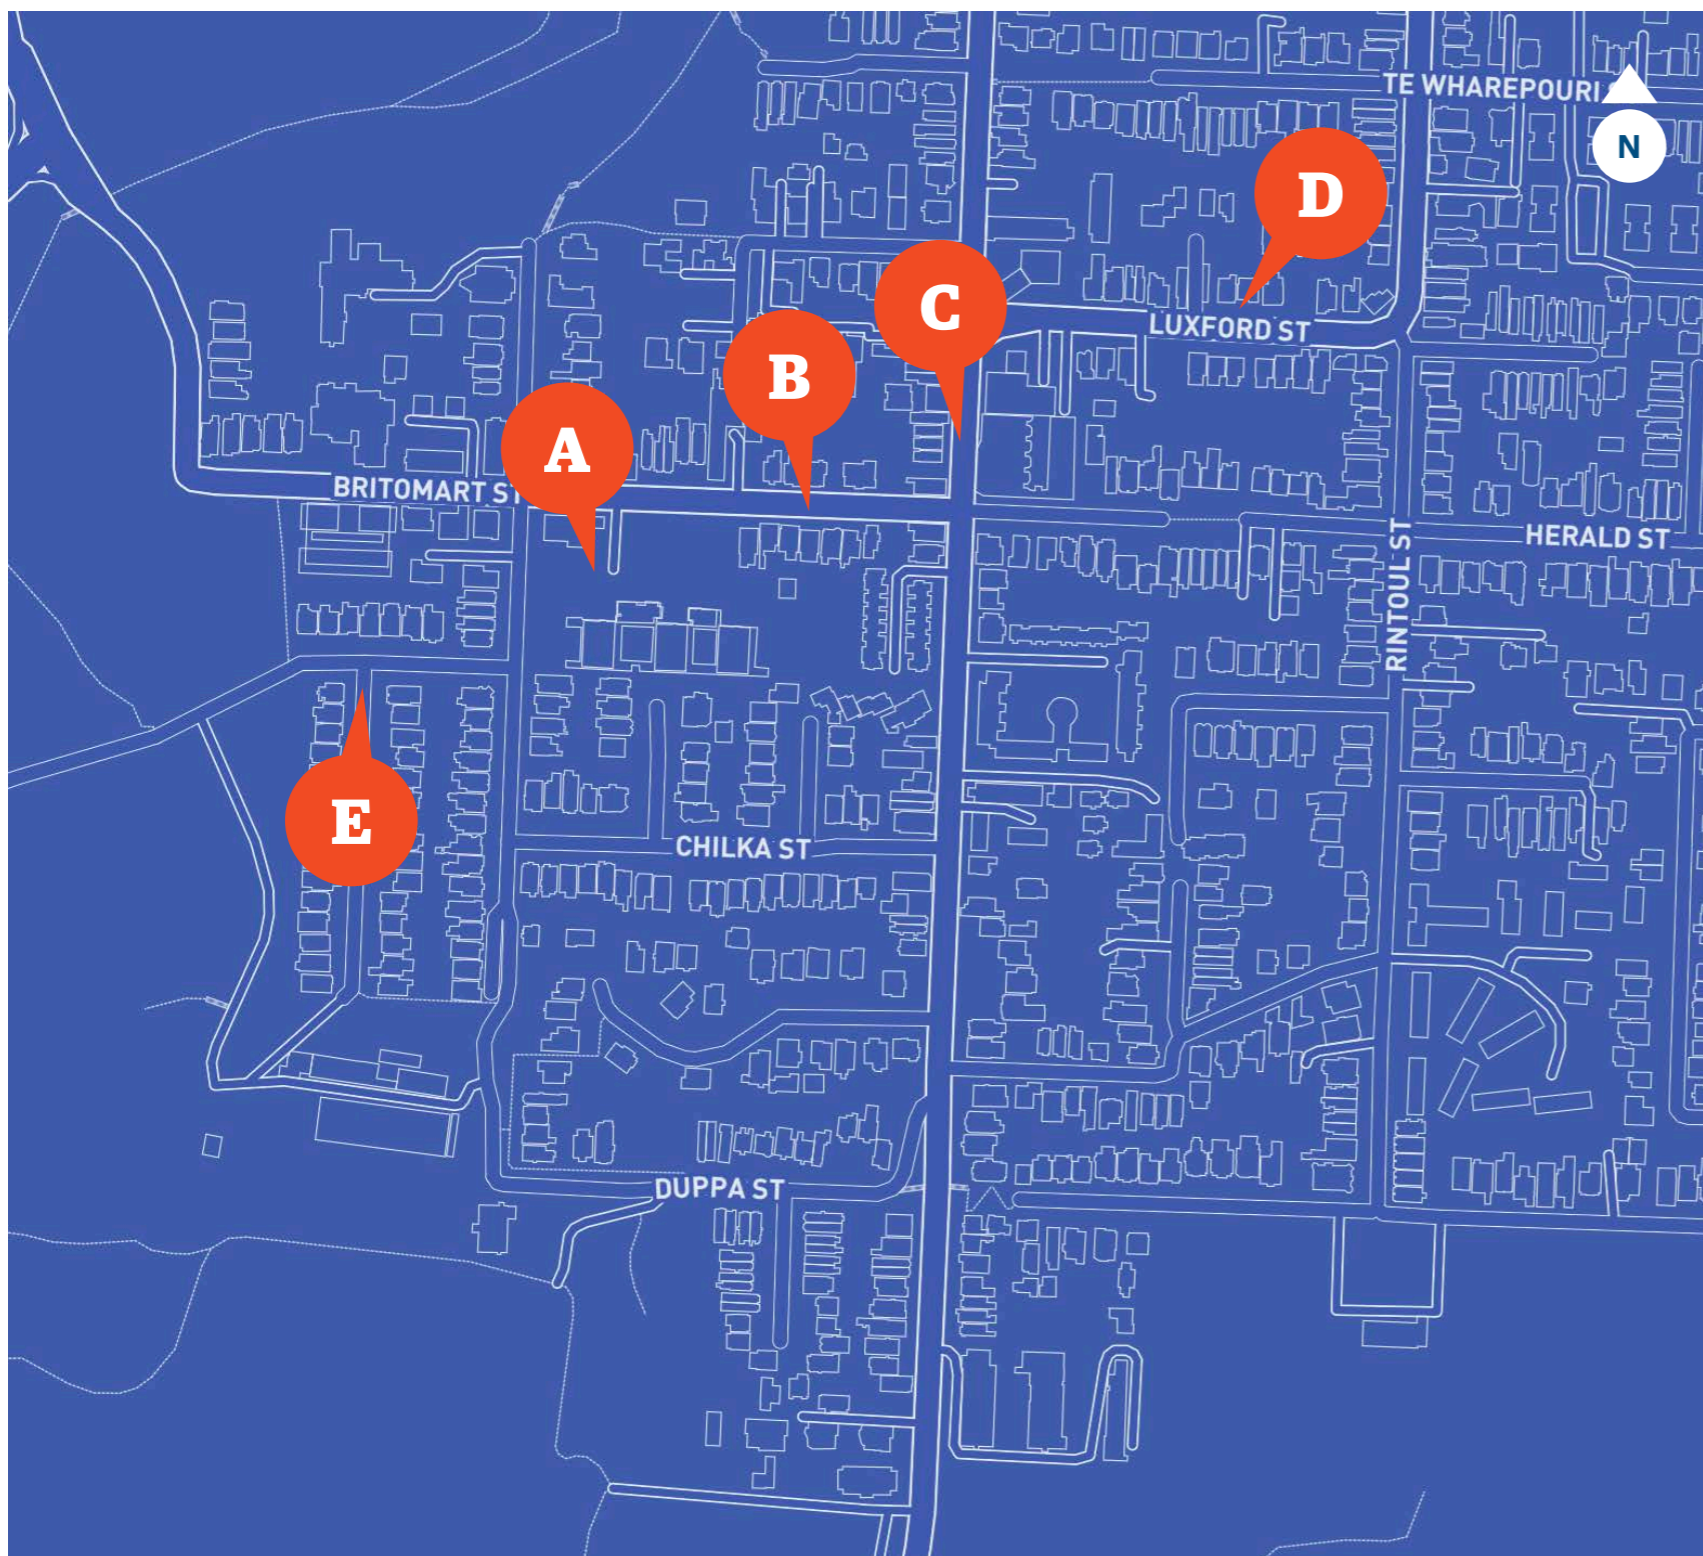 TE WHAREPOURI S
N
D
C
LUXFORD ST
B
A
BRITOMART ST
HERALD ST
RINTOUL ST
E
CHILKA ST
DUPPA ST